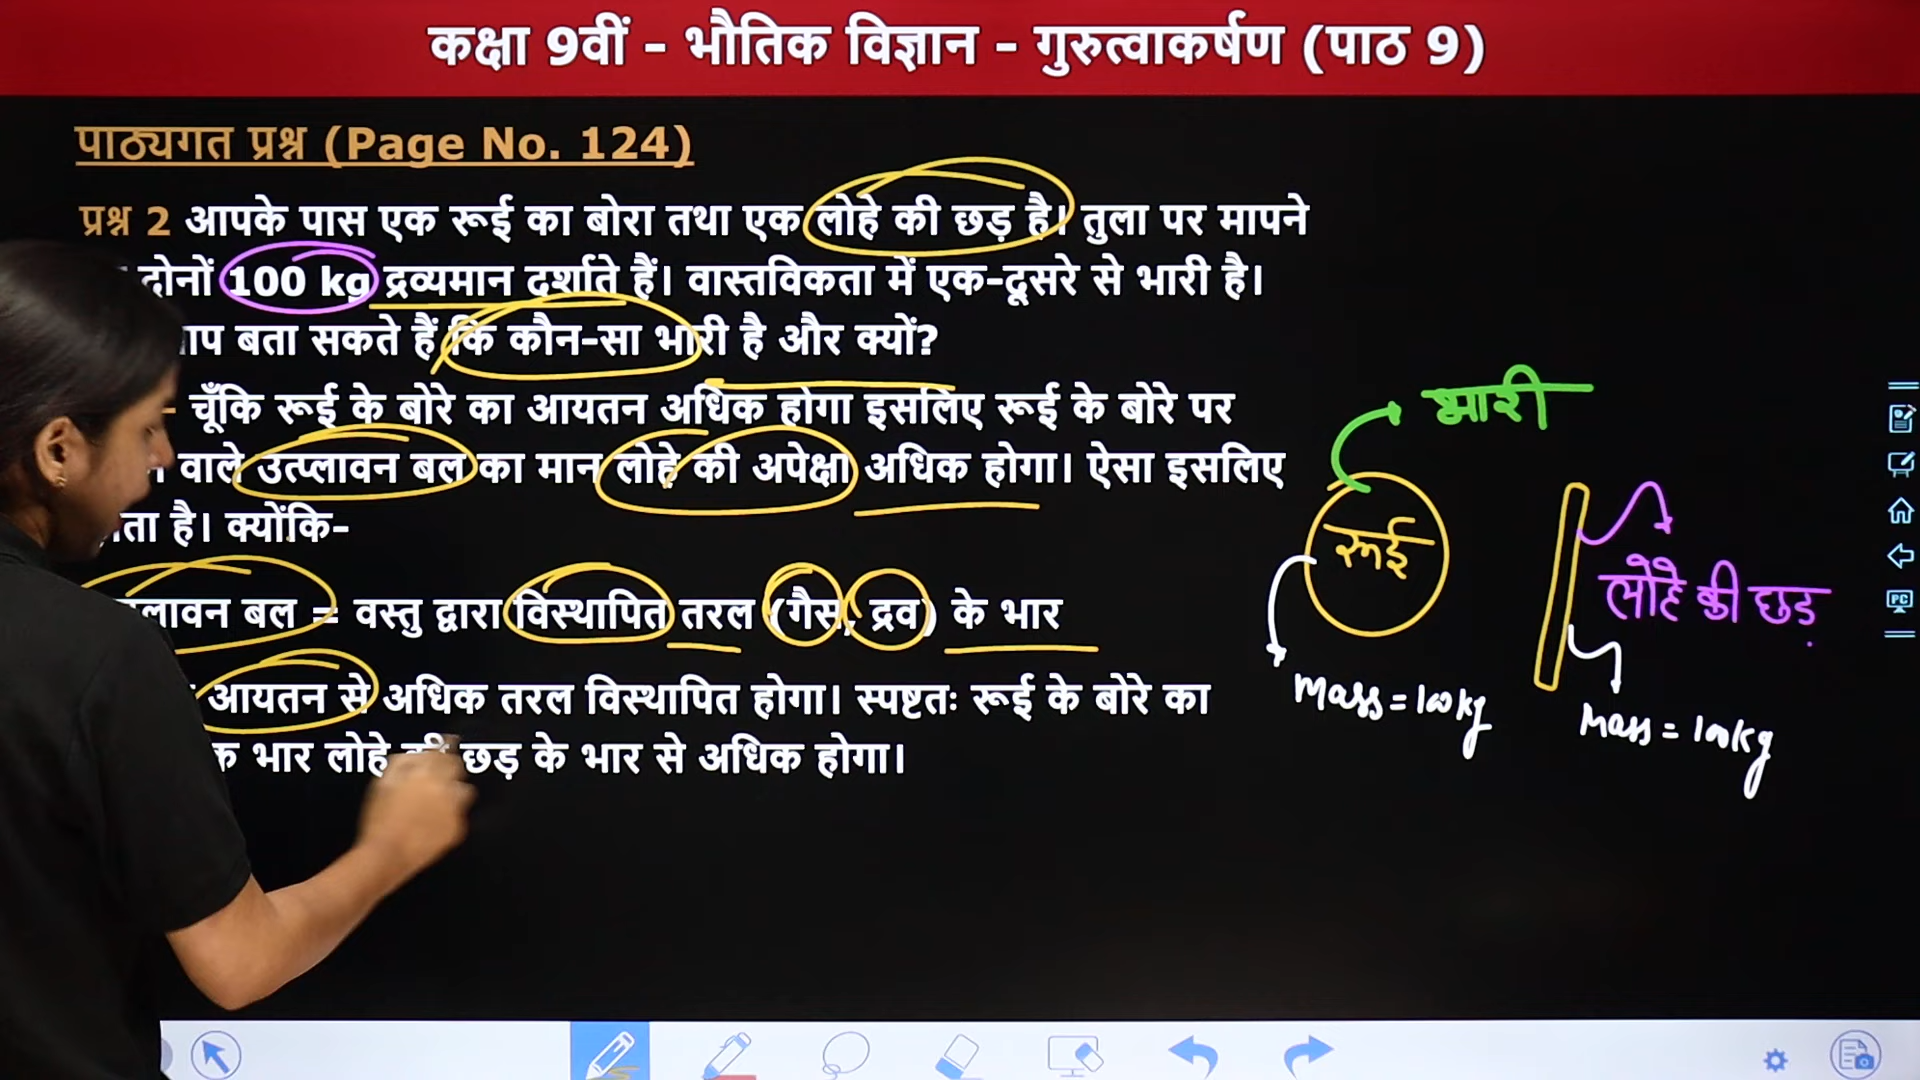 कक्षा 9वीं - भौतिक विज्ञान - गुरुत्वाकर्षण (पाठ 9)
पाठ्यगत प्रश्न (Page No. 124)
प्रश्न 2 आपके पास एक रूई का बोरा तथा एक लोहे की छड़ है। तुला पर मापने
दोनों 100 kg द्रव्यमान दर्शाते हैं। वास्तविकता में एक-दूसरे से भारी है।
बता सकते हैं कि कौन-सा भारी है और क्यों?
चूँकि रूई के बोरे का आयतन अधिक होगा इसलिए रूई के बोरे पर
वाले उत्प्लावन बल का मान लोहे की अपेक्षा अधिक होगा। ऐसा इसलिए
है। क्योंकि-
बल = वस्तु द्वारा विस्थापित तरल (गैस, द्रव) के भार
आयतन से अधिक तरल विस्थापित होगा। स्पष्टतः रूई के बोरे का
भार लोहे की छड़ के भार से अधिक होगा।
भारी
रूई
लोहे की छड़
Mass = 100kg
Mass = 100kg
PC